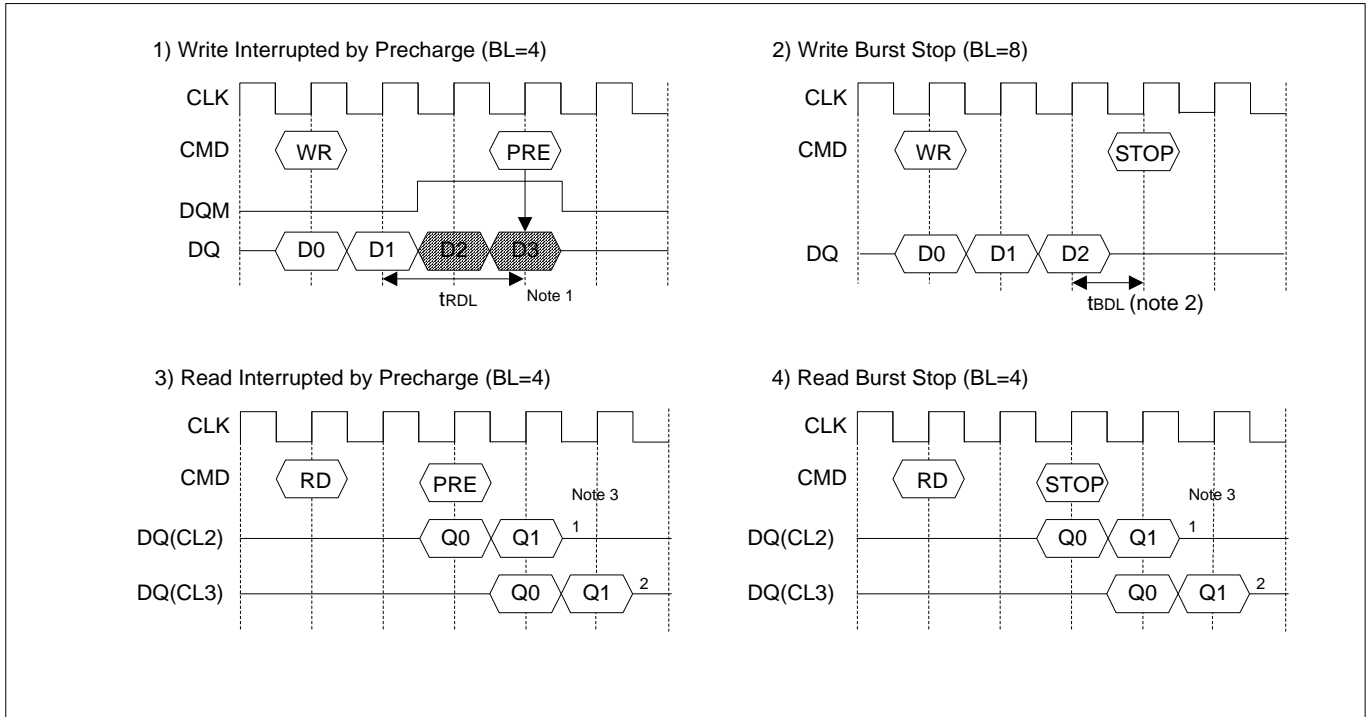 1) Write Interrupted by Precharge (BL=4)
CLK
CMD
WR
PRE
DQM
DQ
D0
D1
D2
D3
tRDL
Note 1
2) Write Burst Stop (BL=8)
CLK
CMD
WR
STOP
DQ
D0
D1
D2
tBDL (note 2)
3) Read Interrupted by Precharge (BL=4)
CLK
CMD
RD
PRE
Note 3
DQ(CL2)
Q0
Q1
1
DQ(CL3)
Q0
Q1
2
4) Read Burst Stop (BL=4)
CLK
CMD
RD
STOP
Note 3
DQ(CL2)
Q0
Q1
1
DQ(CL3)
Q0
Q1
2